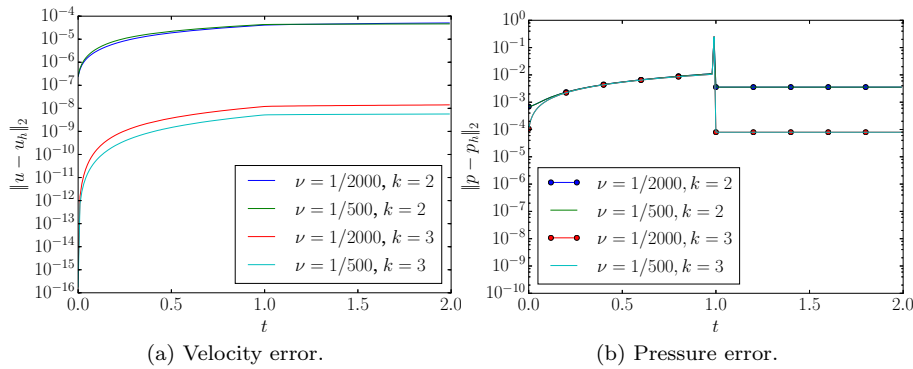 10^{-4}
10^{-5}
10^{-6}
10^{-7}
10^{-8}
10^{-9}
10^{-10}
10^{-11}
10^{-12}
10^{-13}
10^{-14}
10^{-15}
10^{-16}
‖u − u_h‖_2
ν = 1/2000, k = 2
ν = 1/500, k = 2
ν = 1/2000, k = 3
ν = 1/500, k = 3
0.0 0.5 1.0 1.5 2.0
t
(a) Velocity error.
10^0
10^{-1}
10^{-2}
10^{-3}
10^{-4}
10^{-5}
10^{-6}
10^{-7}
10^{-8}
10^{-9}
10^{-10}
‖p − p_h‖_2
ν = 1/2000, k = 2
ν = 1/500, k = 2
ν = 1/2000, k = 3
ν = 1/500, k = 3
0.0 0.5 1.0 1.5 2.0
t
(b) Pressure error.